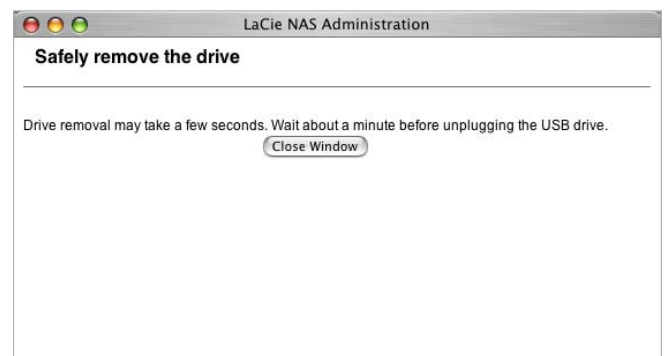 LaCie NAS Administration
Safely remove the drive
Drive removal may take a few seconds. Wait about a minute before unplugging the USB drive.
Close Window